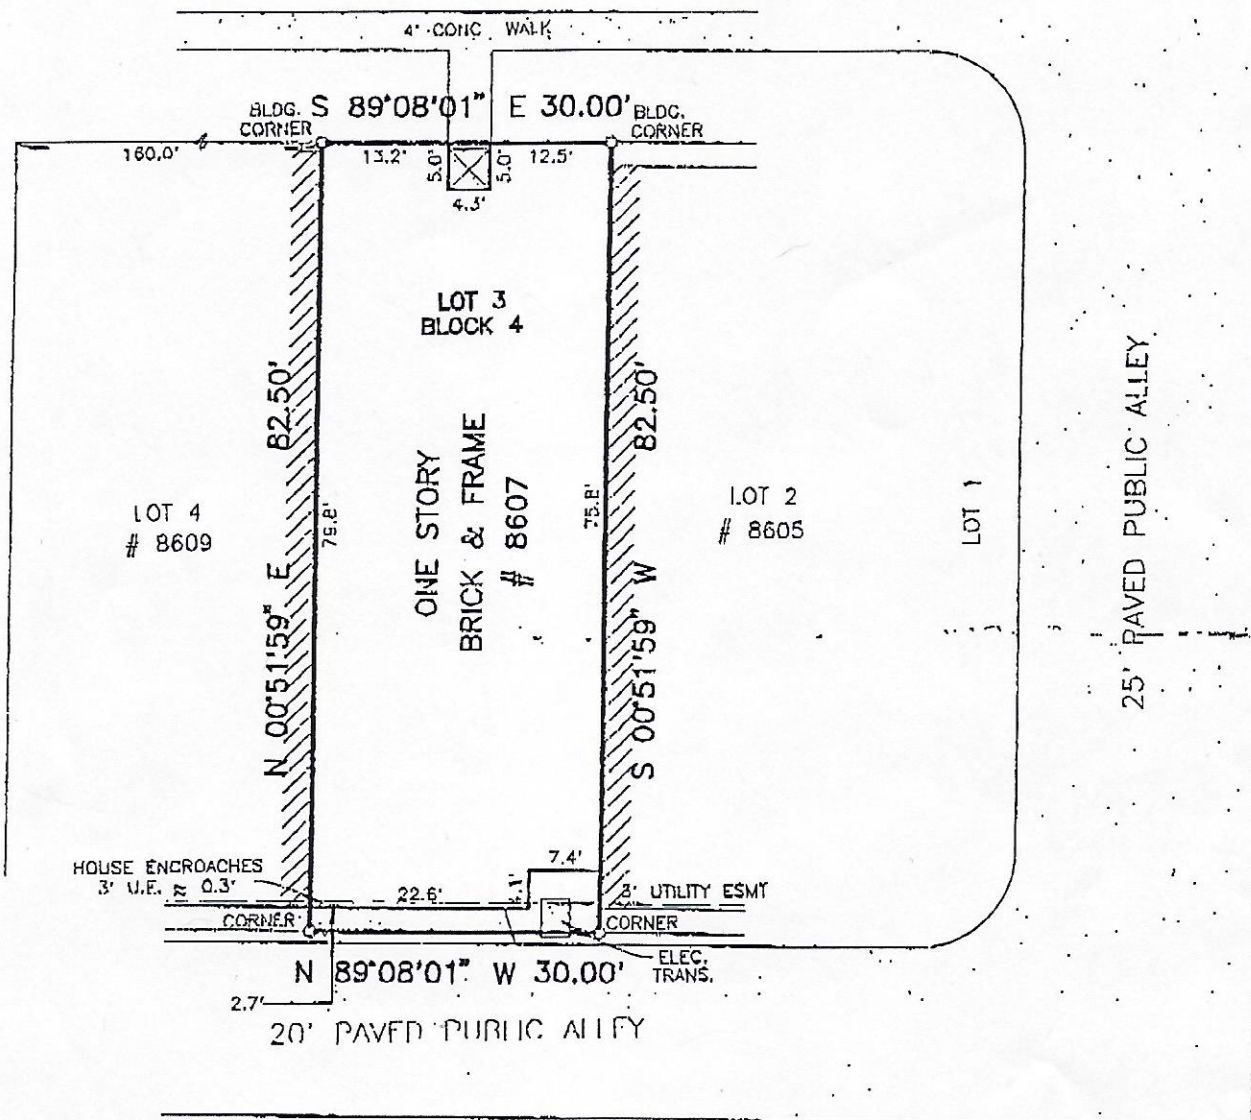 4' CONC WALK
BLDG.
CORNER
S 89°08'01" E 30.00'
BLDG.
CORNER
160.0'
13.2'
5.0'
5.0'
12.5'
4.3'
LOT 3
BLOCK 4
N 00°51'59" E 82.50'
79.8'
ONE STORY
BRICK & FRAME
# 8607
75.8'
S 00°51'59" W 82.50'
LOT 4
# 8609
LOT 2
# 8605
LOT 1
25' PAVED PUBLIC ALLEY
HOUSE ENCROACHES
3' U.E. ≈ 0.3'
22.6'
7.4'
3' UTILITY ESMT
CORNER
CORNER
ELEC.
TRANS.
N 89°08'01" W 30.00'
2.7'
20' PAVED PUBLIC ALLEY